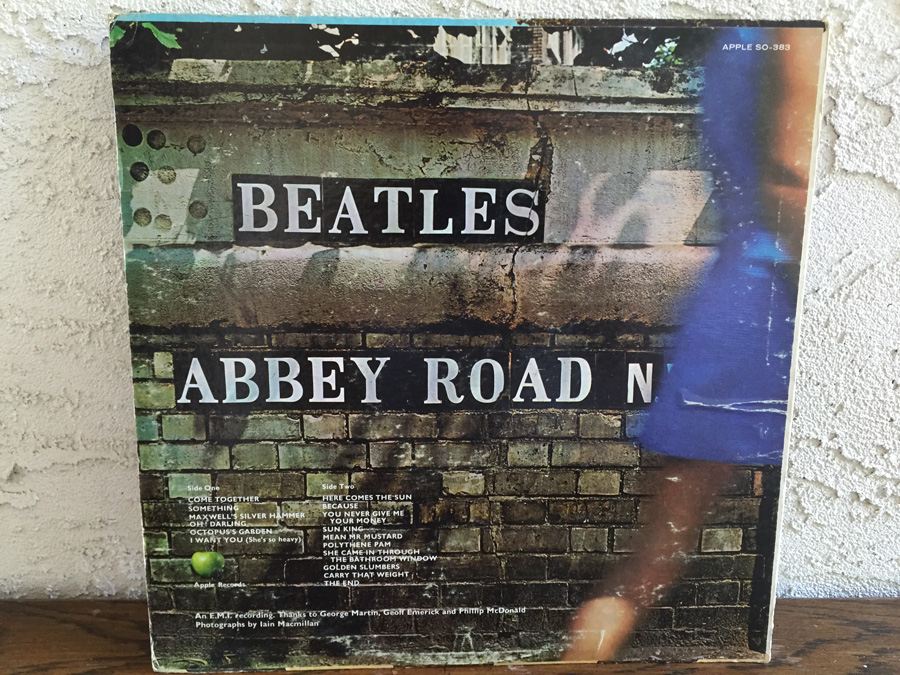 APPLE SO-383
BEATLES
ABBEY ROAD N
Side One
COME TOGETHER
SOMETHING
MAXWELL'S SILVER HAMMER
OH! DARLING
OCTOPUS'S GARDEN
I WANT YOU (She's so heavy)
Side Two
HERE COMES THE SUN
BECAUSE
YOU NEVER GIVE ME
YOUR MONEY
SUN KING
MEAN MR MUSTARD
POLYTHENE PAM
SHE CAME IN THROUGH
THE BATHROOM WINDOW
GOLDEN SLUMBERS
CARRY THAT WEIGHT
THE END
Apple Records
An E.M.I. recording. Thanks to George Martin, Geoff Emerick and Phillip McDonald
Photographs by Iain Macmillan